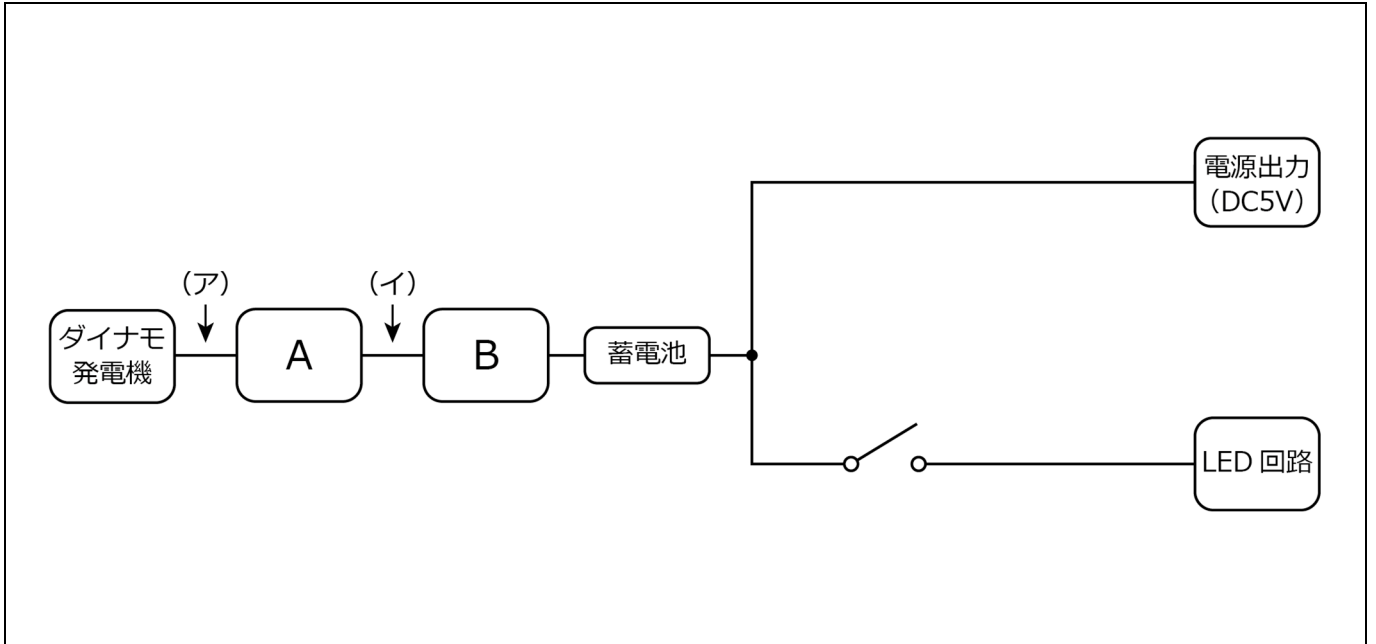 電源出力
（DC5V）
（ア）
（イ）
ダイナモ
発電機
A
B
蓄電池
LED 回路